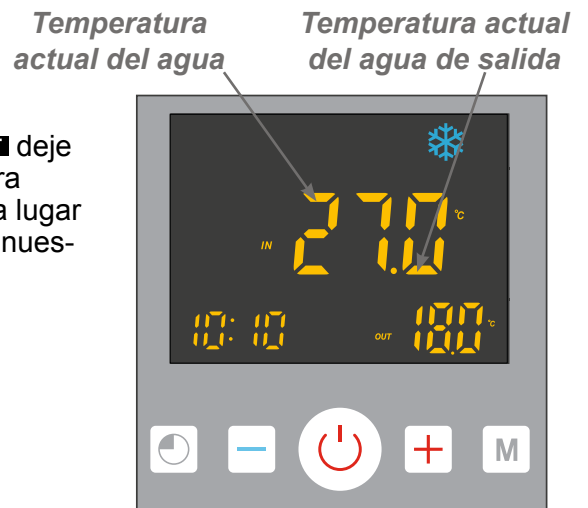 Temperatura
actual del agua
Temperatura actual
del agua de salida
deje
ra
a lugar
nues-
IN
27.0
°C
10:10
OUT
18.0
°C
M